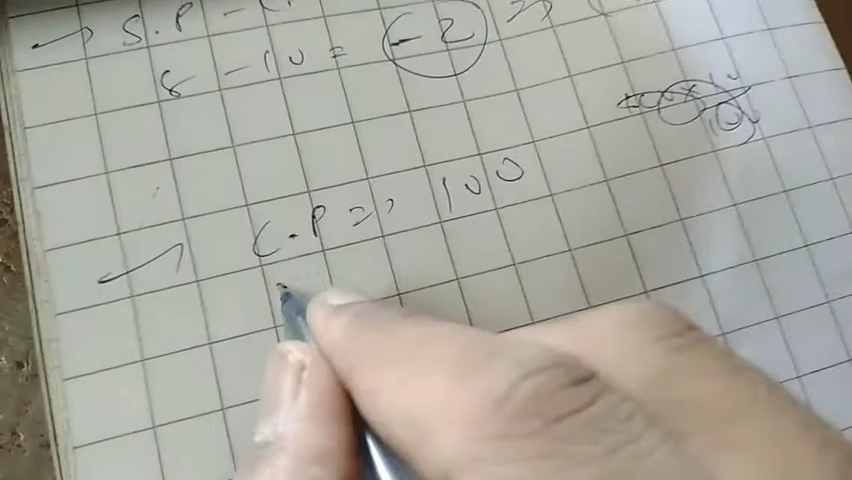 S.P - C.P
8 - 10 = -2 =>
C.P => 100